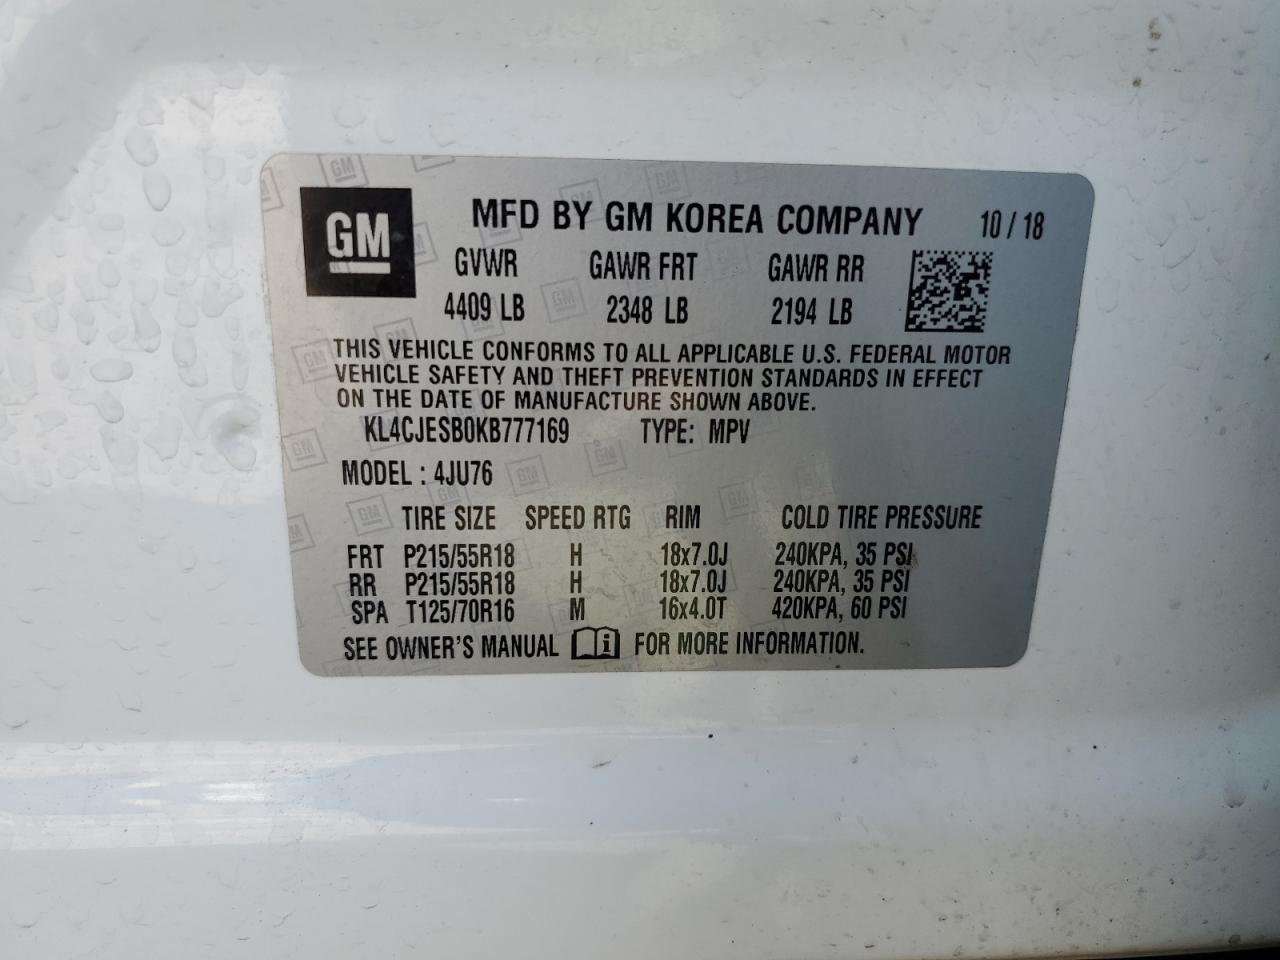 GM
MFD BY GM KOREA COMPANY 10/18
GVWR GAWR FRT GAWR RR
4409 LB 2348 LB 2194 LB
THIS VEHICLE CONFORMS TO ALL APPLICABLE U.S. FEDERAL MOTOR
VEHICLE SAFETY AND THEFT PREVENTION STANDARDS IN EFFECT
ON THE DATE OF MANUFACTURE SHOWN ABOVE.
KL4CJESB0KB777169 TYPE: MPV
MODEL : 4JU76
TIRE SIZE SPEED RTG RIM COLD TIRE PRESSURE
FRT P215/55R18 H 18x7.0J 240KPA, 35 PSI
RR P215/55R18 H 18x7.0J 240KPA, 35 PSI
SPA T125/70R16 M 16x4.0T 420KPA, 60 PSI
SEE OWNER'S MANUAL i FOR MORE INFORMATION.